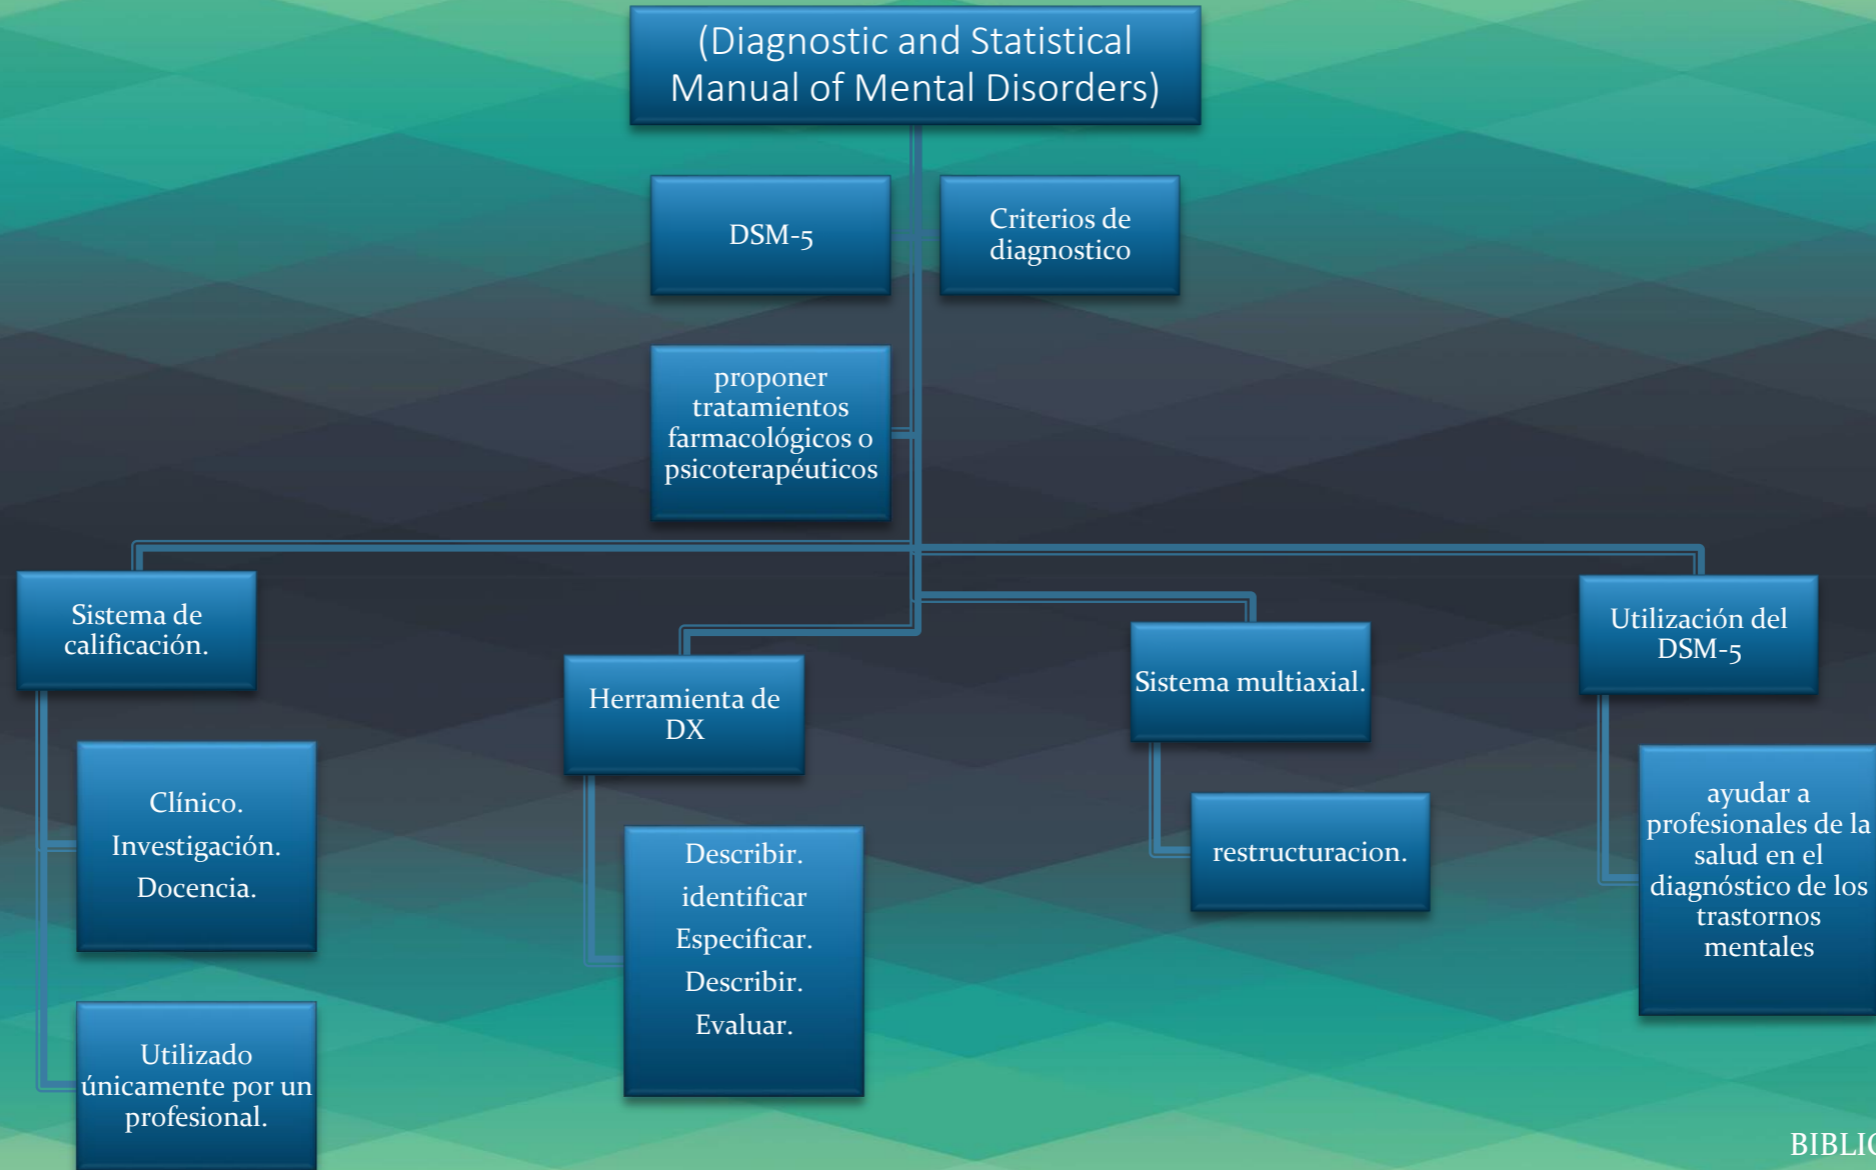 (Diagnostic and Statistical
Manual of Mental Disorders)
DSM-5
Criterios de
diagnostico
proponer
tratamientos
farmacológicos o
psicoterapéuticos
Sistema de
calificación.
Clínico.
Investigación.
Docencia.
Utilizado
únicamente por un
profesional.
Herramienta de
DX
Describir.
identificar
Especificar.
Describir.
Evaluar.
Sistema multiaxial.
restructuracion.
Utilización del
DSM-5
ayudar a
profesionales de la
salud en el
diagnóstico de los
trastornos
mentales